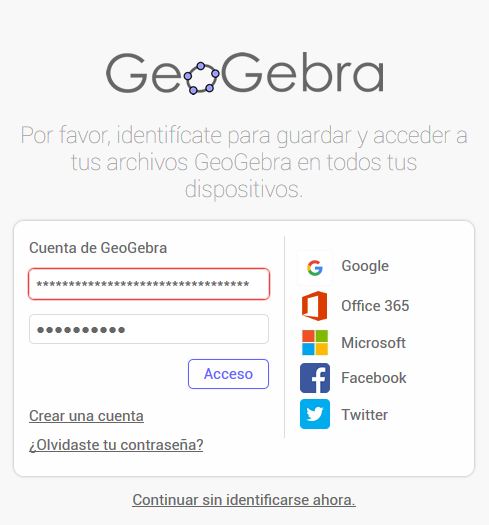 GeoGebra
Por favor, identifícate para guardar y acceder a
tus archivos GeoGebra en todos tus
dispositivos.
Cuenta de GeoGebra
*********************************
●●●●●●●●●●
Acceso
Crear una cuenta
¿Olvidaste tu contraseña?
Google
Office 365
Microsoft
Facebook
Twitter
Continuar sin identificarse ahora.